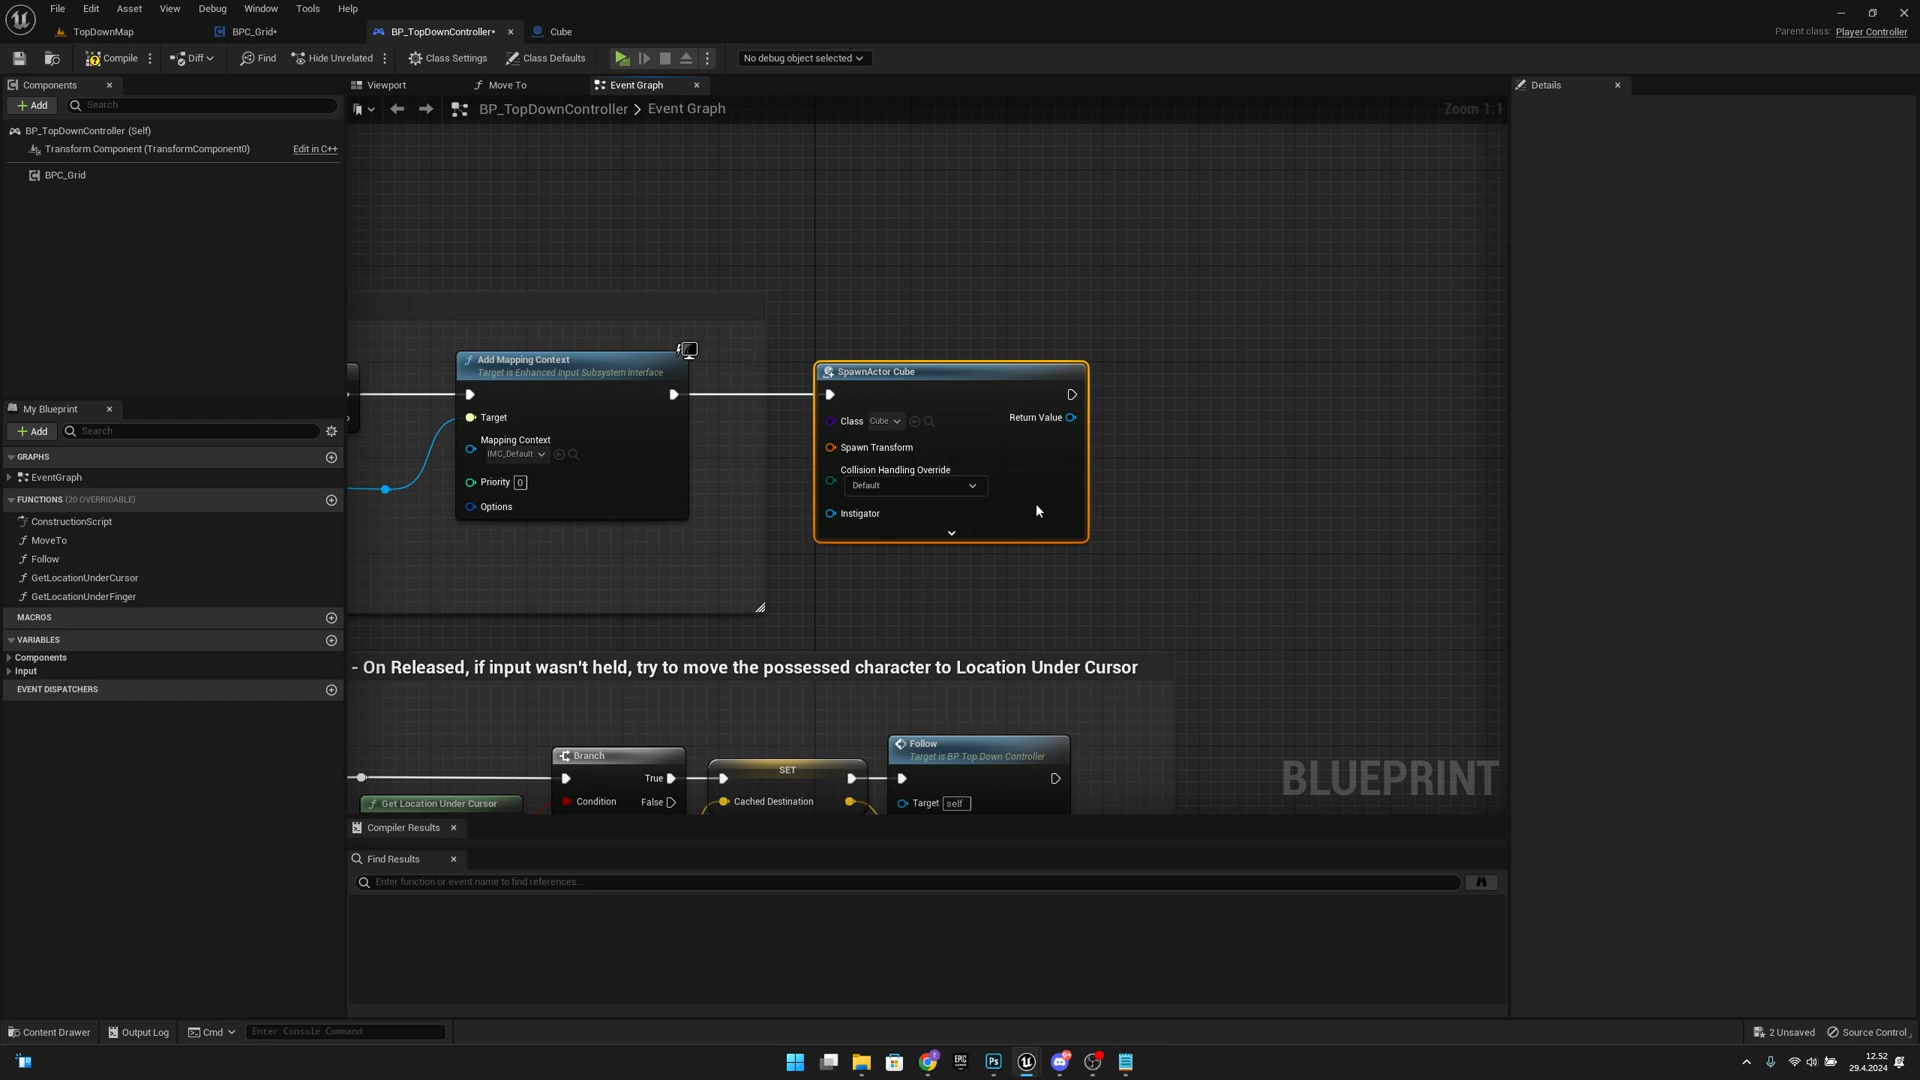 File Edit Asset View Debug Window Tools Help
TopDownMap BPC_Grid* BP_TopDownController* Cube
Parent class: Player Controller
Compile Diff Find Hide Unrelated Class Settings Class Defaults No debug object selected
Components
Add Search
BP_TopDownController (Self)
Transform Component (TransformComponent0) Edit in C++
BPC_Grid
Viewport Move To Event Graph
BP_TopDownController > Event Graph
Zoom 1:1
Details
Add Mapping Context
Target is Enhanced Input Subsystem Interface
Target
Mapping Context
IMC_Default
Priority 0
Options
SpawnActor Cube
Class Cube Return Value
Spawn Transform
Collision Handling Override
Default
Instigator
My Blueprint
Add Search
GRAPHS
EventGraph
FUNCTIONS (20 OVERRIDABLE)
ConstructionScript
MoveTo
Follow
GetLocationUnderCursor
GetLocationUnderFinger
MACROS
VARIABLES
Components
Input
EVENT DISPATCHERS
- On Released, if input wasn't held, try to move the possessed character to Location Under Cursor
Branch
True
Condition False
Get Location Under Cursor
SET
Cached Destination
Follow
Target is BP Top Down Controller
Target self
BLUEPRINT
Compiler Results
Find Results
Enter function or event name to find references...
Content Drawer Output Log Cmd Enter Console Command
2 Unsaved Source Control
12.52
29.4.2024